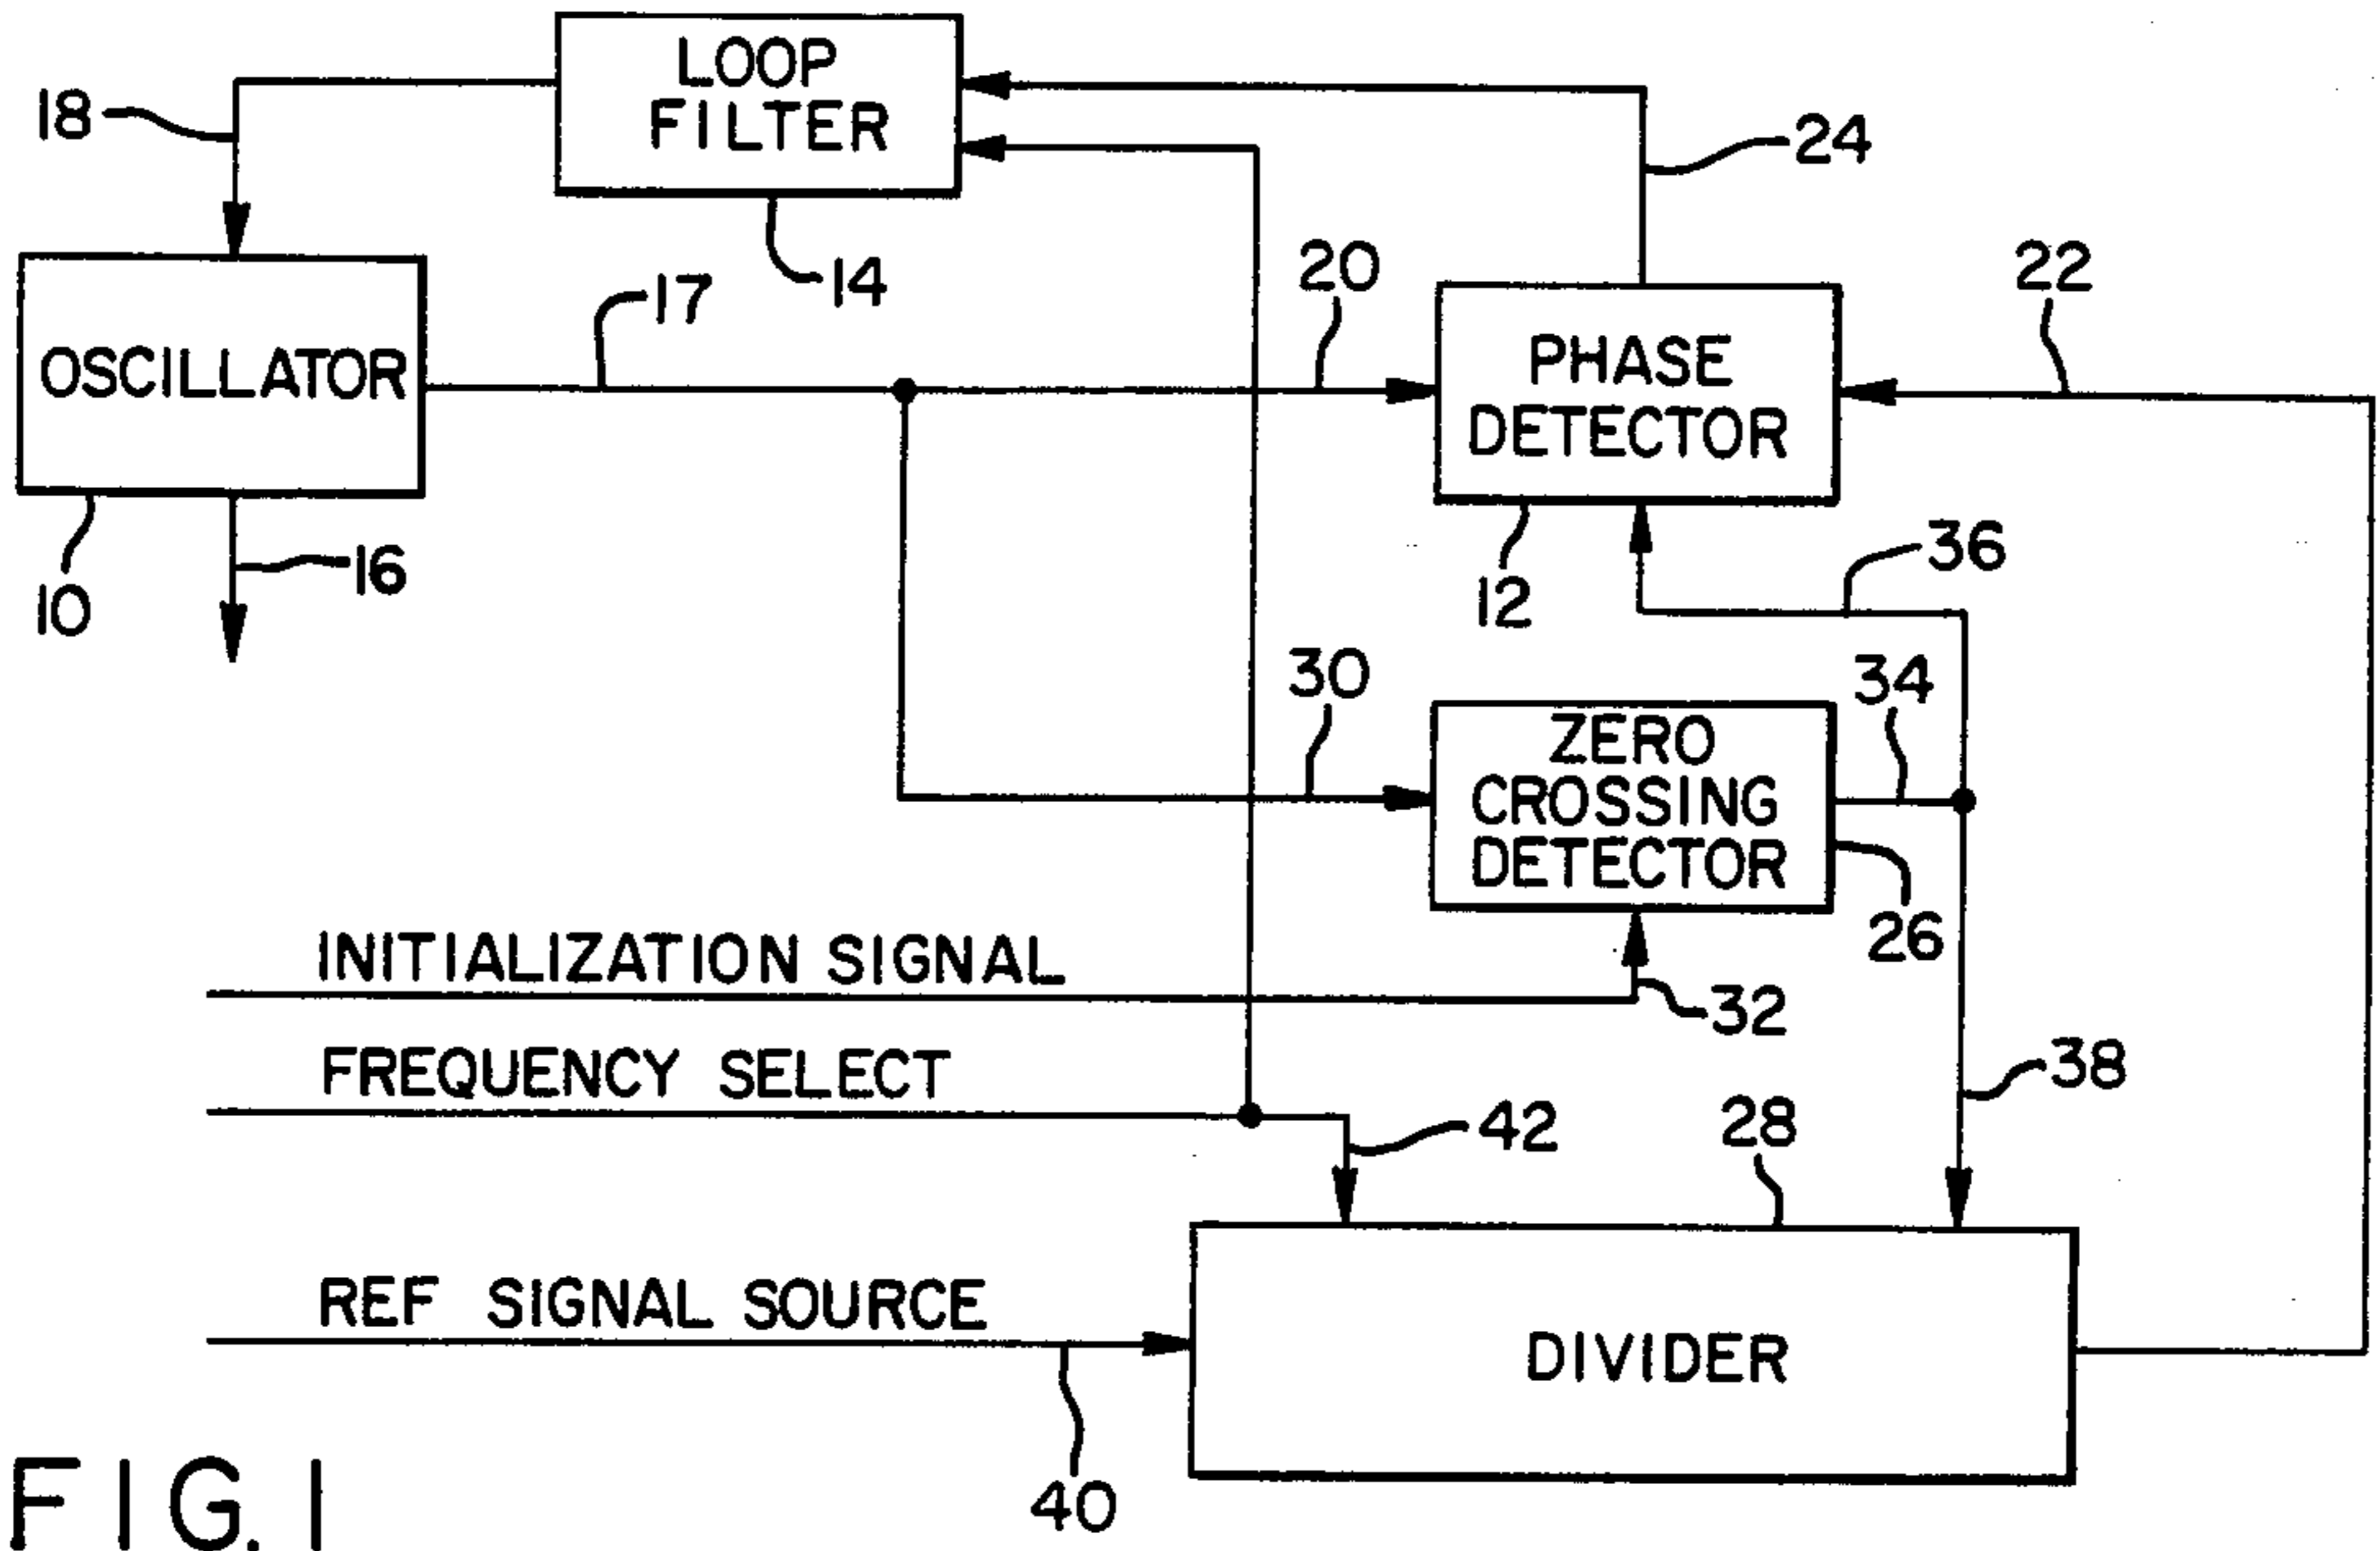 LOOP
FILTER
18
24
14
17
20
22
OSCILLATOR
PHASE
DETECTOR
10
16
12
36
30
34
ZERO
CROSSING
DETECTOR
26
INITIALIZATION SIGNAL
32
FREQUENCY SELECT
38
42
28
REF SIGNAL SOURCE
DIVIDER
40
FIG. 1